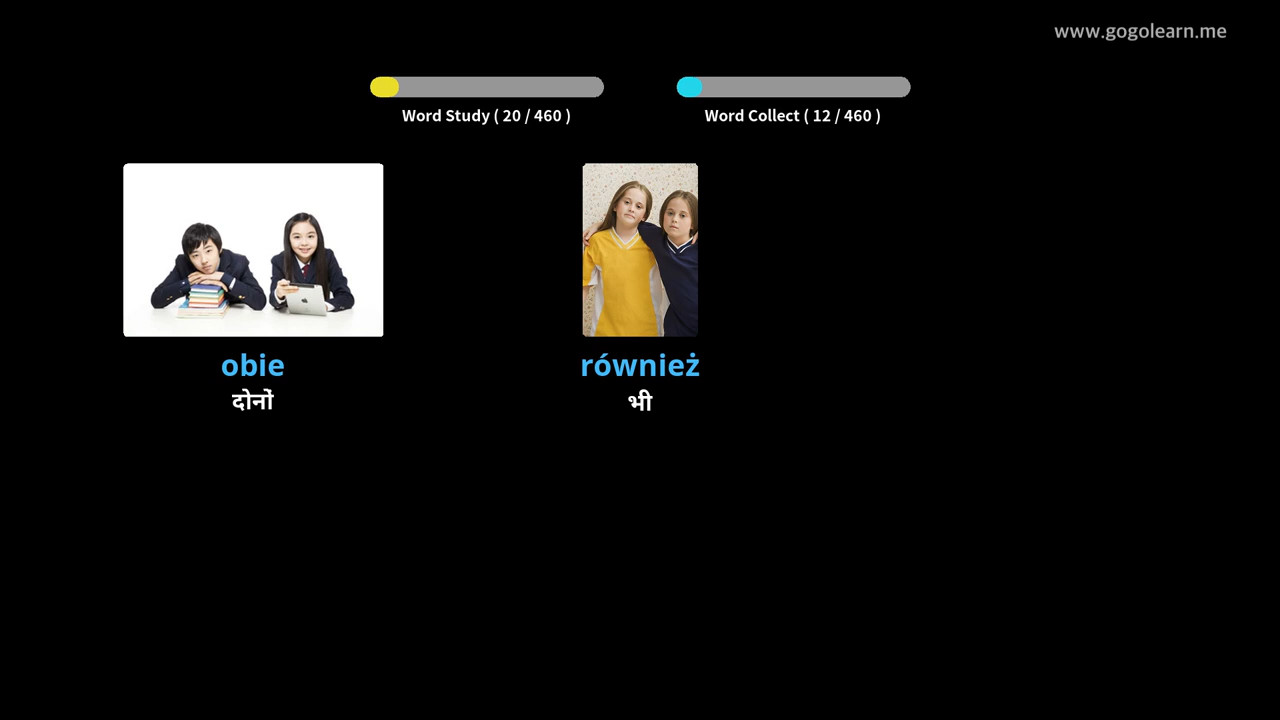 www.gogolearn.me
Word Study ( 20 / 460 )
Word Collect ( 12 / 460 )
obie
दोनों
również
भी